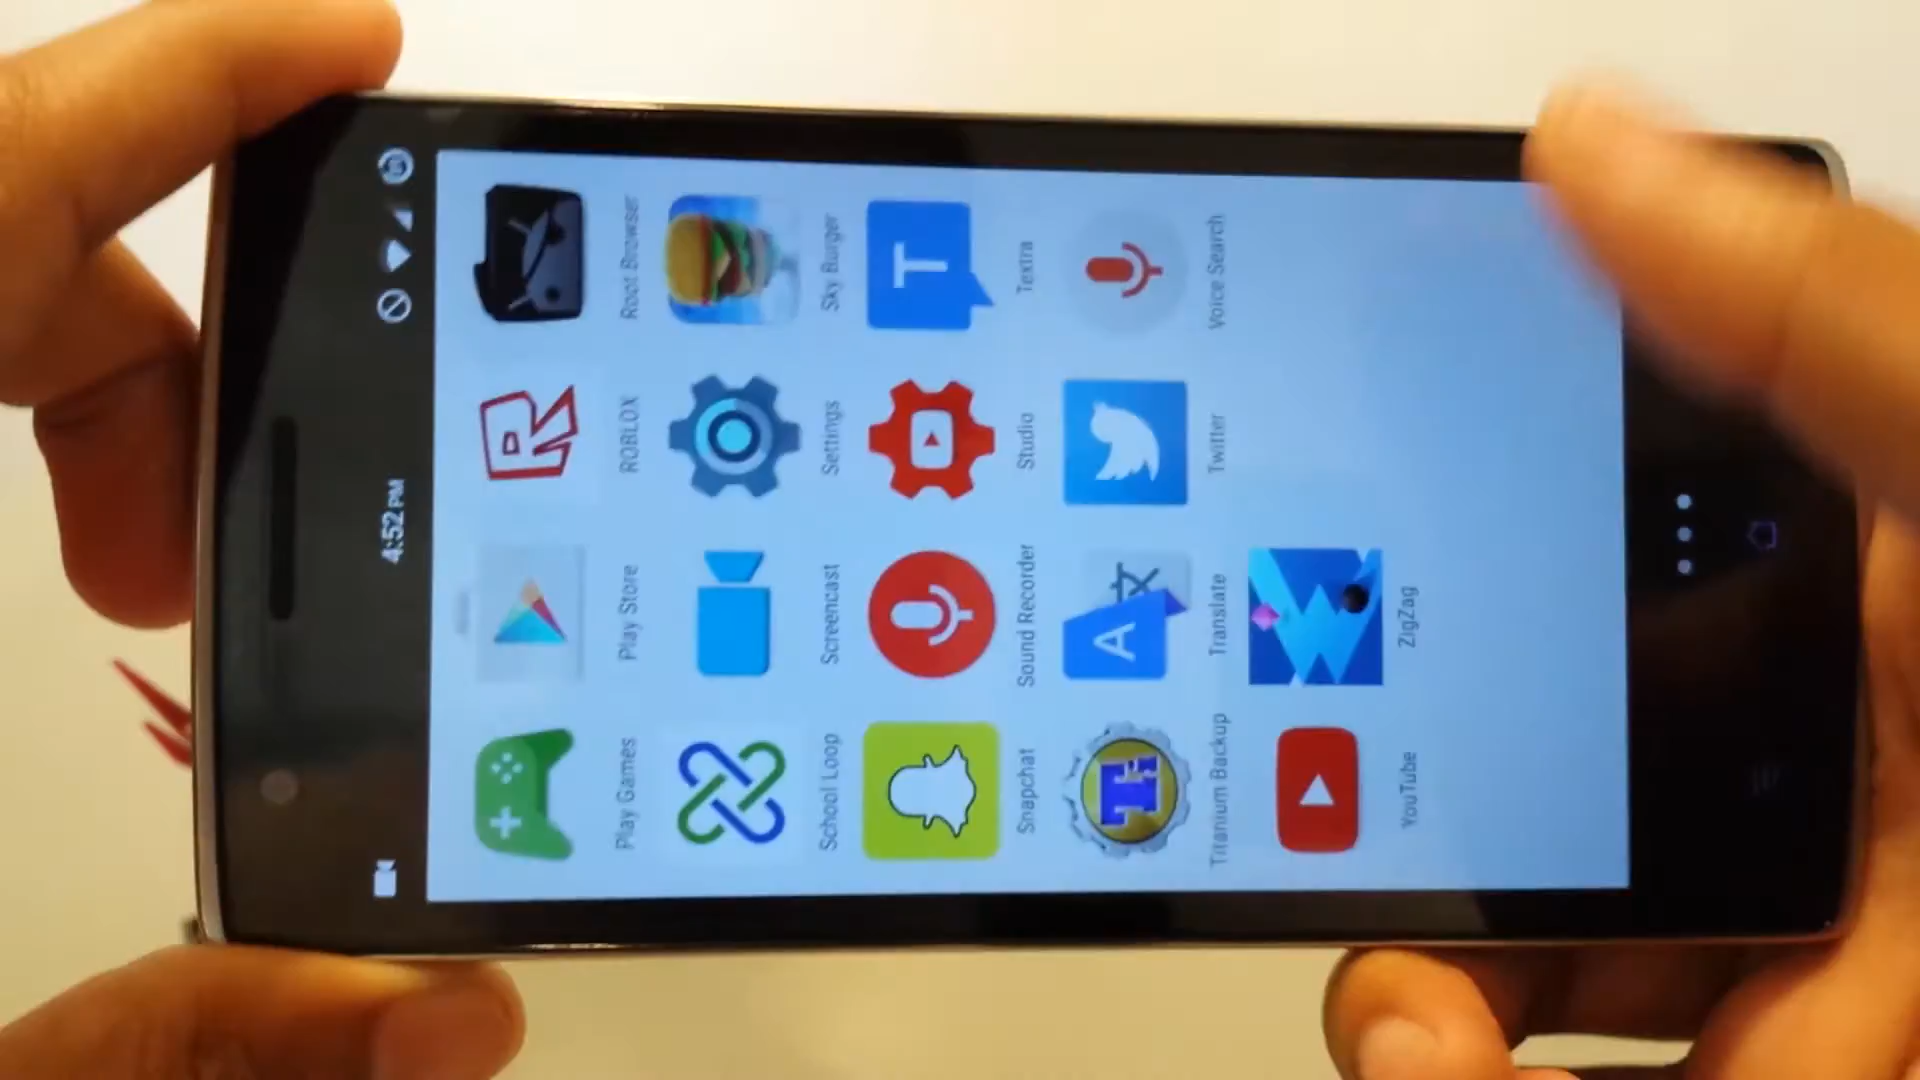 4:52 PM
Play Games
Play Store
ROBLOX
Root Browser
School Loop
Screencast
Settings
Sky Burger
Snapchat
Sound Recorder
Studio
T
Textra
Titanium Backup
A 文
Translate
Twitter
Voice Search
YouTube
ZigZag